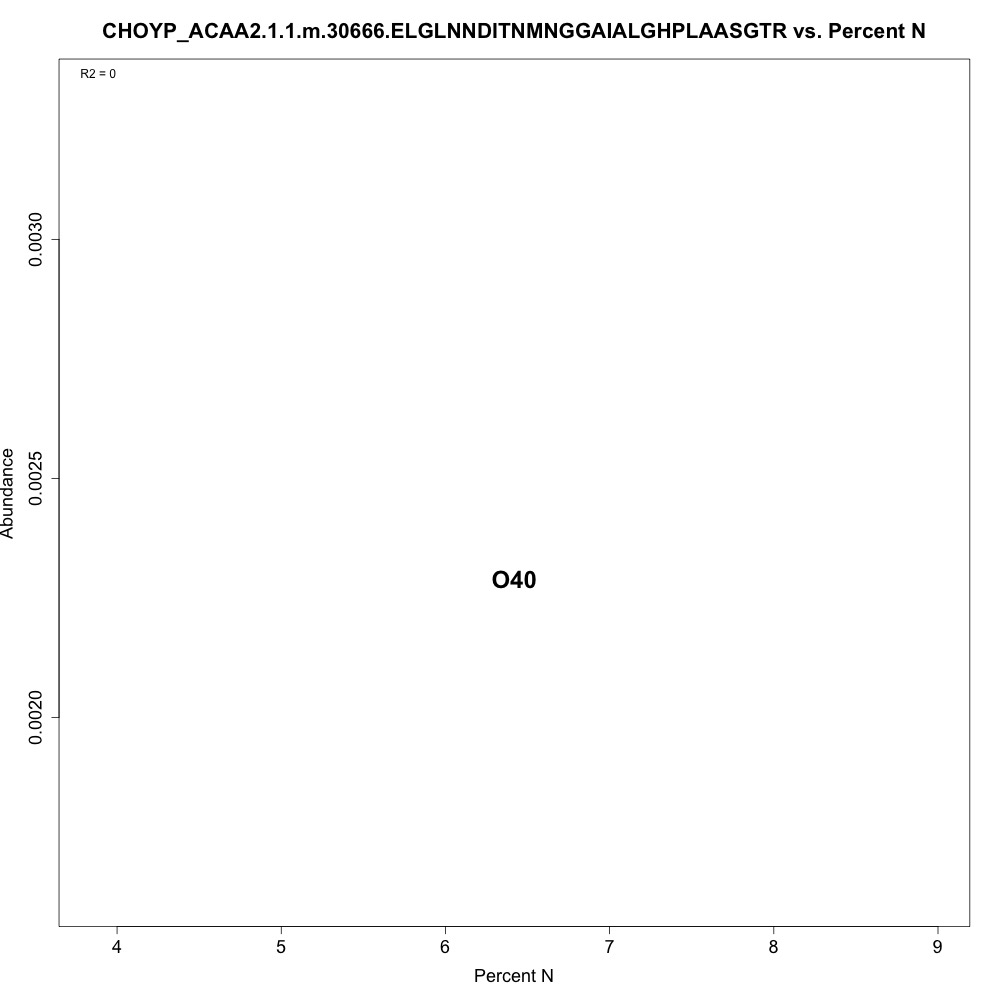 CHOYP_ACAA2.1.1.m.30666.ELGLNNDITNMNGGAIALGHPLAASGTR vs. Percent N
R2 = 0
0.0030
0.0025
0.0020
Abundance
O40
4 5 6 7 8 9
Percent N